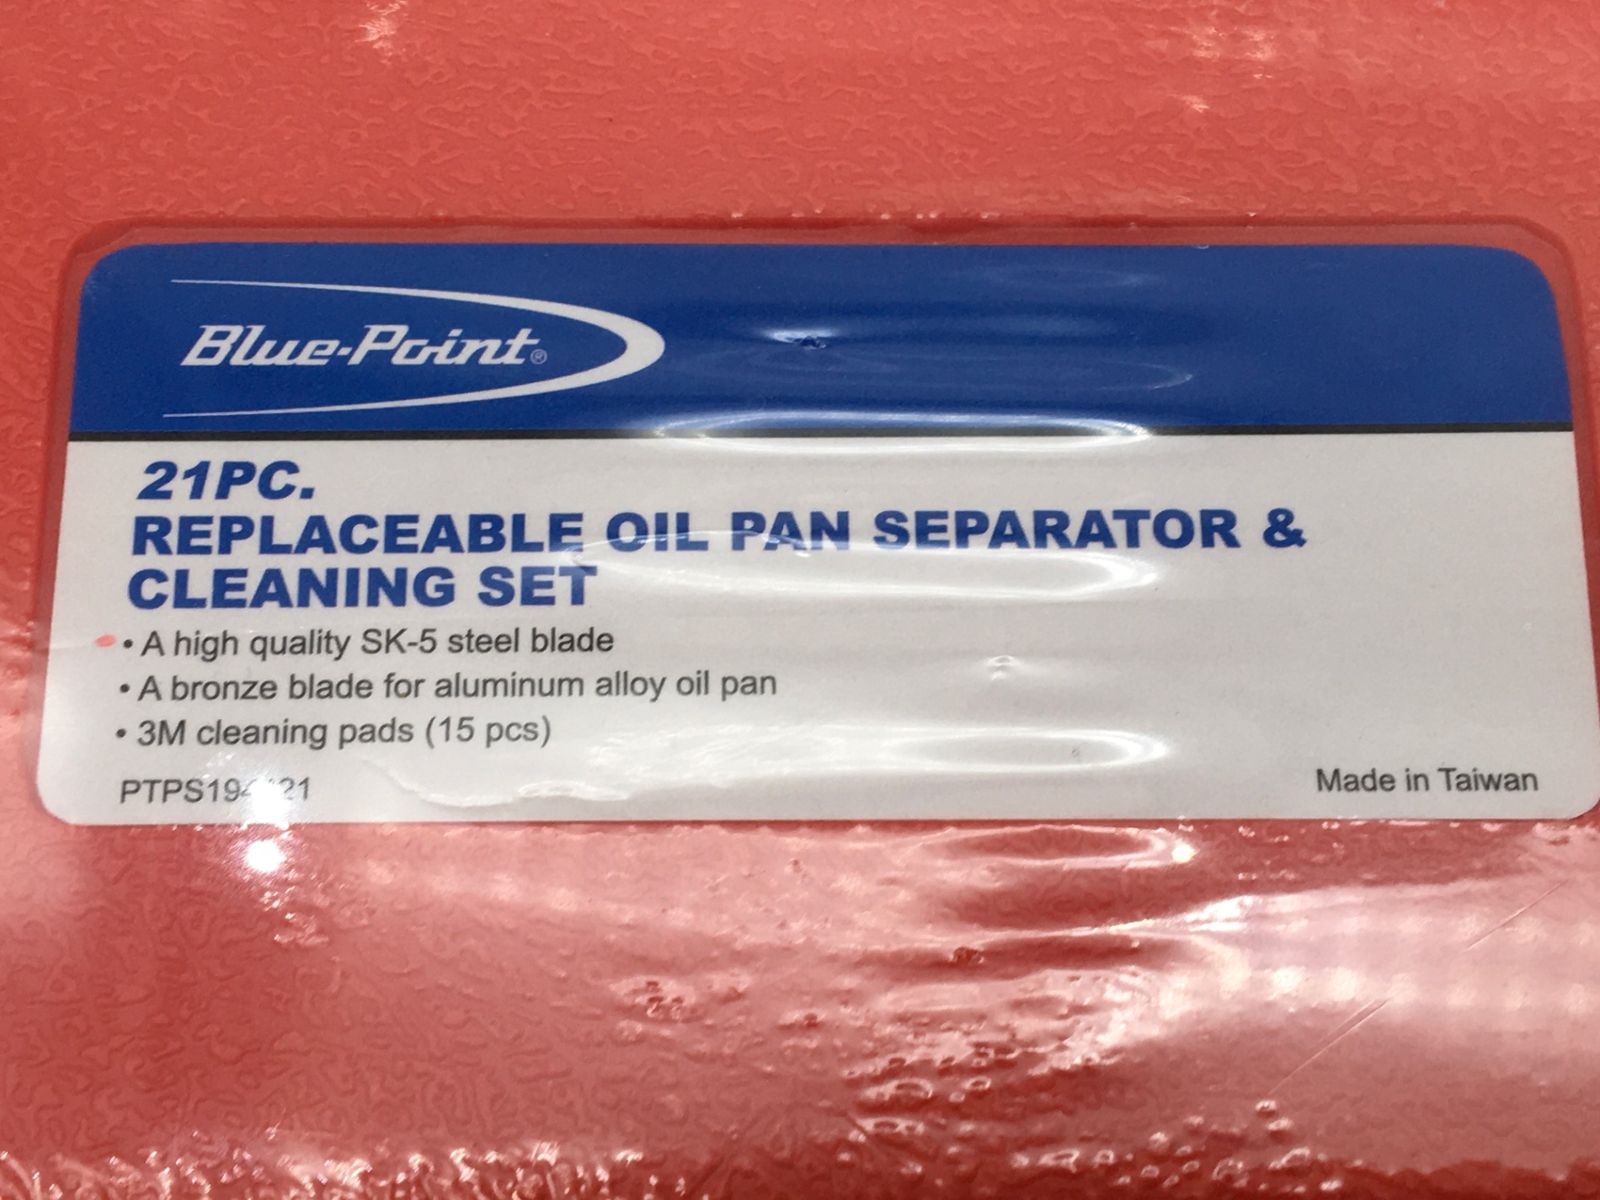 Blue-Point®
21PC.
REPLACEABLE OIL PAN SEPARATOR &
CLEANING SET
• A high quality SK-5 steel blade
• A bronze blade for aluminum alloy oil pan
• 3M cleaning pads (15 pcs)
Made in Taiwan